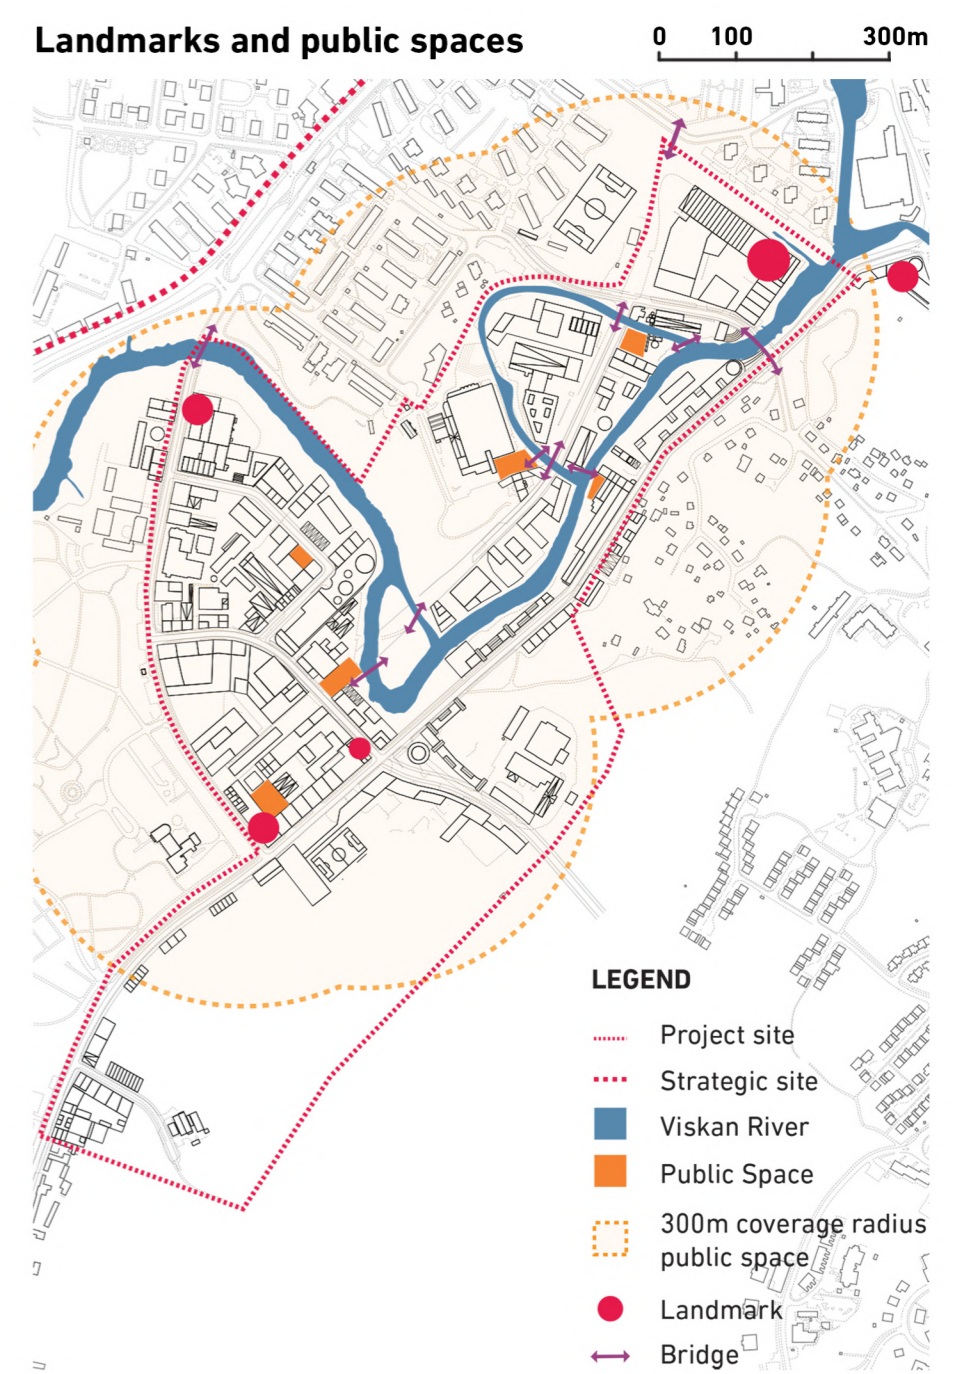 Landmarks and public spaces
0 100 300m
LEGEND
Project site
Strategic site
Viskan River
Public Space
300m coverage radius
public space
Landmark
Bridge